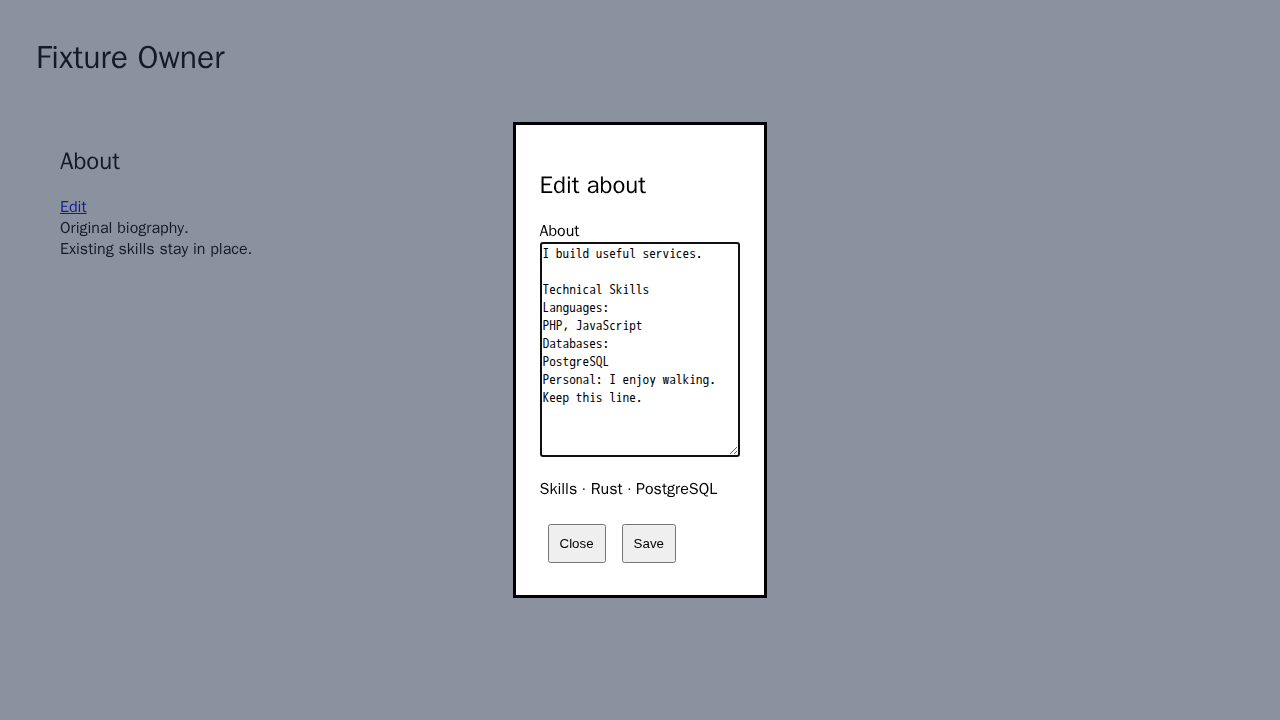 Fixture Owner
About
Edit
Original biography.
Existing skills stay in place.
Edit about
About
I build useful services.
Technical Skills
Languages:
PHP, JavaScript
Databases:
PostgreSQL
Personal: I enjoy walking.
Keep this line.
Skills · Rust · PostgreSQL
Close Save